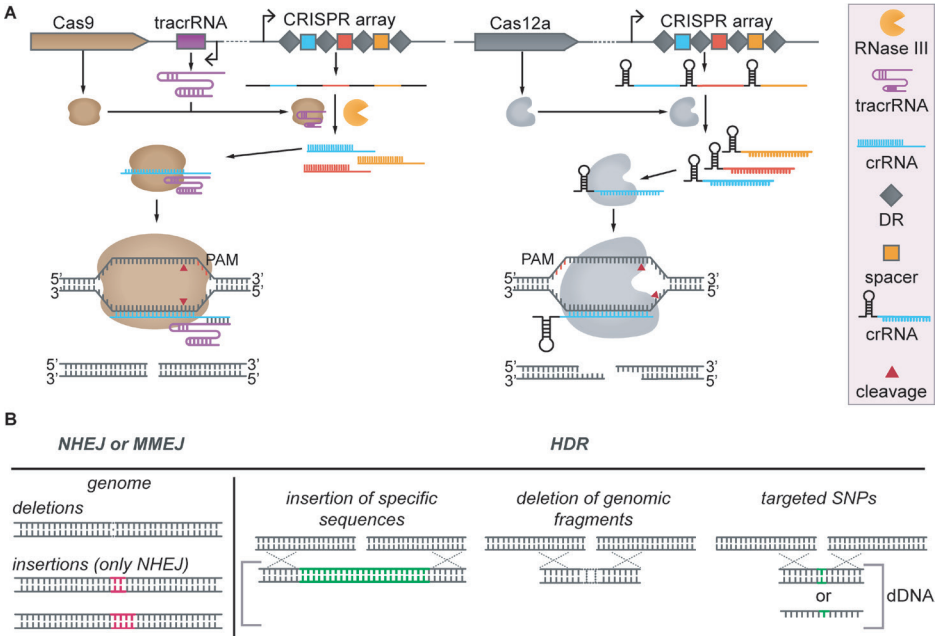 A
Cas9
tracrRNA
CRISPR array
Cas12a
CRISPR array
RNase III
tracrRNA
crRNA
DR
spacer
crRNA
cleavage
PAM
5’
3’
3’
5’
5’
3’
3’
5’
PAM
5’
3’
3’
5’
5’
3’
3’
5’
B
NHEJ or MMEJ
HDR
genome
deletions
insertions (only NHEJ)
insertion of specific
sequences
deletion of genomic
fragments
targeted SNPs
or
dDNA